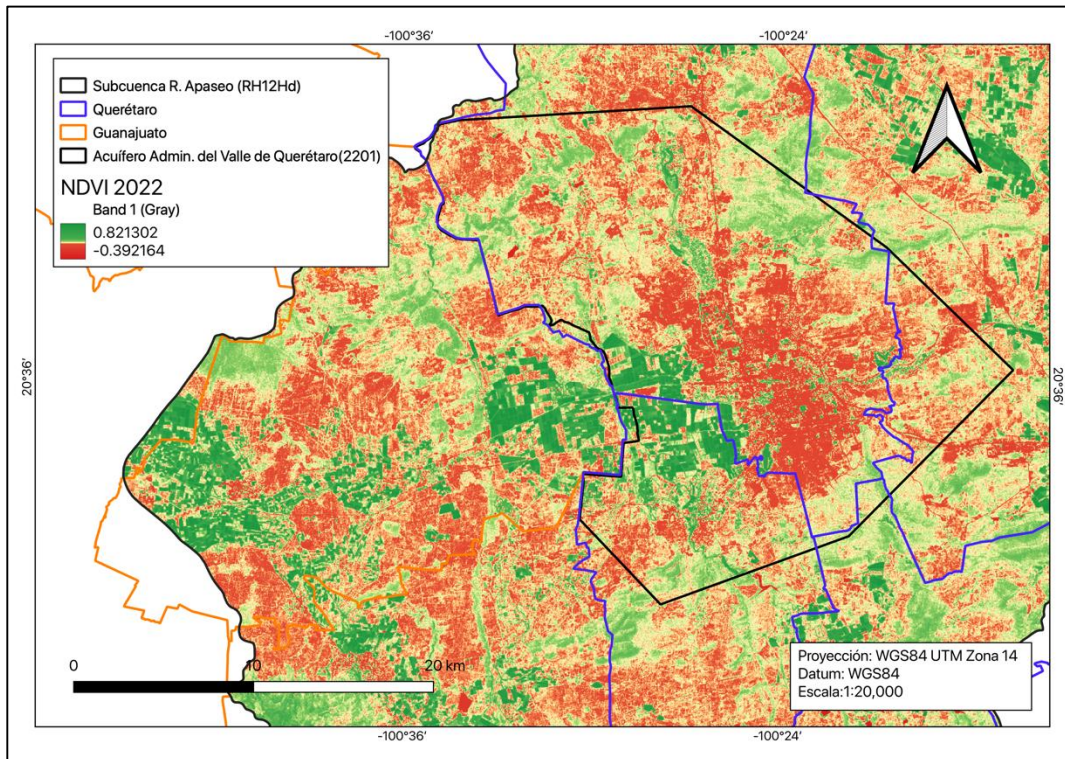 -100°36'
-100°24'
Subcuenca R. Apaseo (RH12Hd)
Querétaro
Guanajuato
Acuífero Admin. del Valle de Querétaro(2201)
NDVI 2022
Band 1 (Gray)
0.821302
-0.392164
20°36'
20°36'
0 10 20 km
Proyección: WGS84 UTM Zona 14
Datum: WGS84
Escala:1:20,000
-100°36'
-100°24'